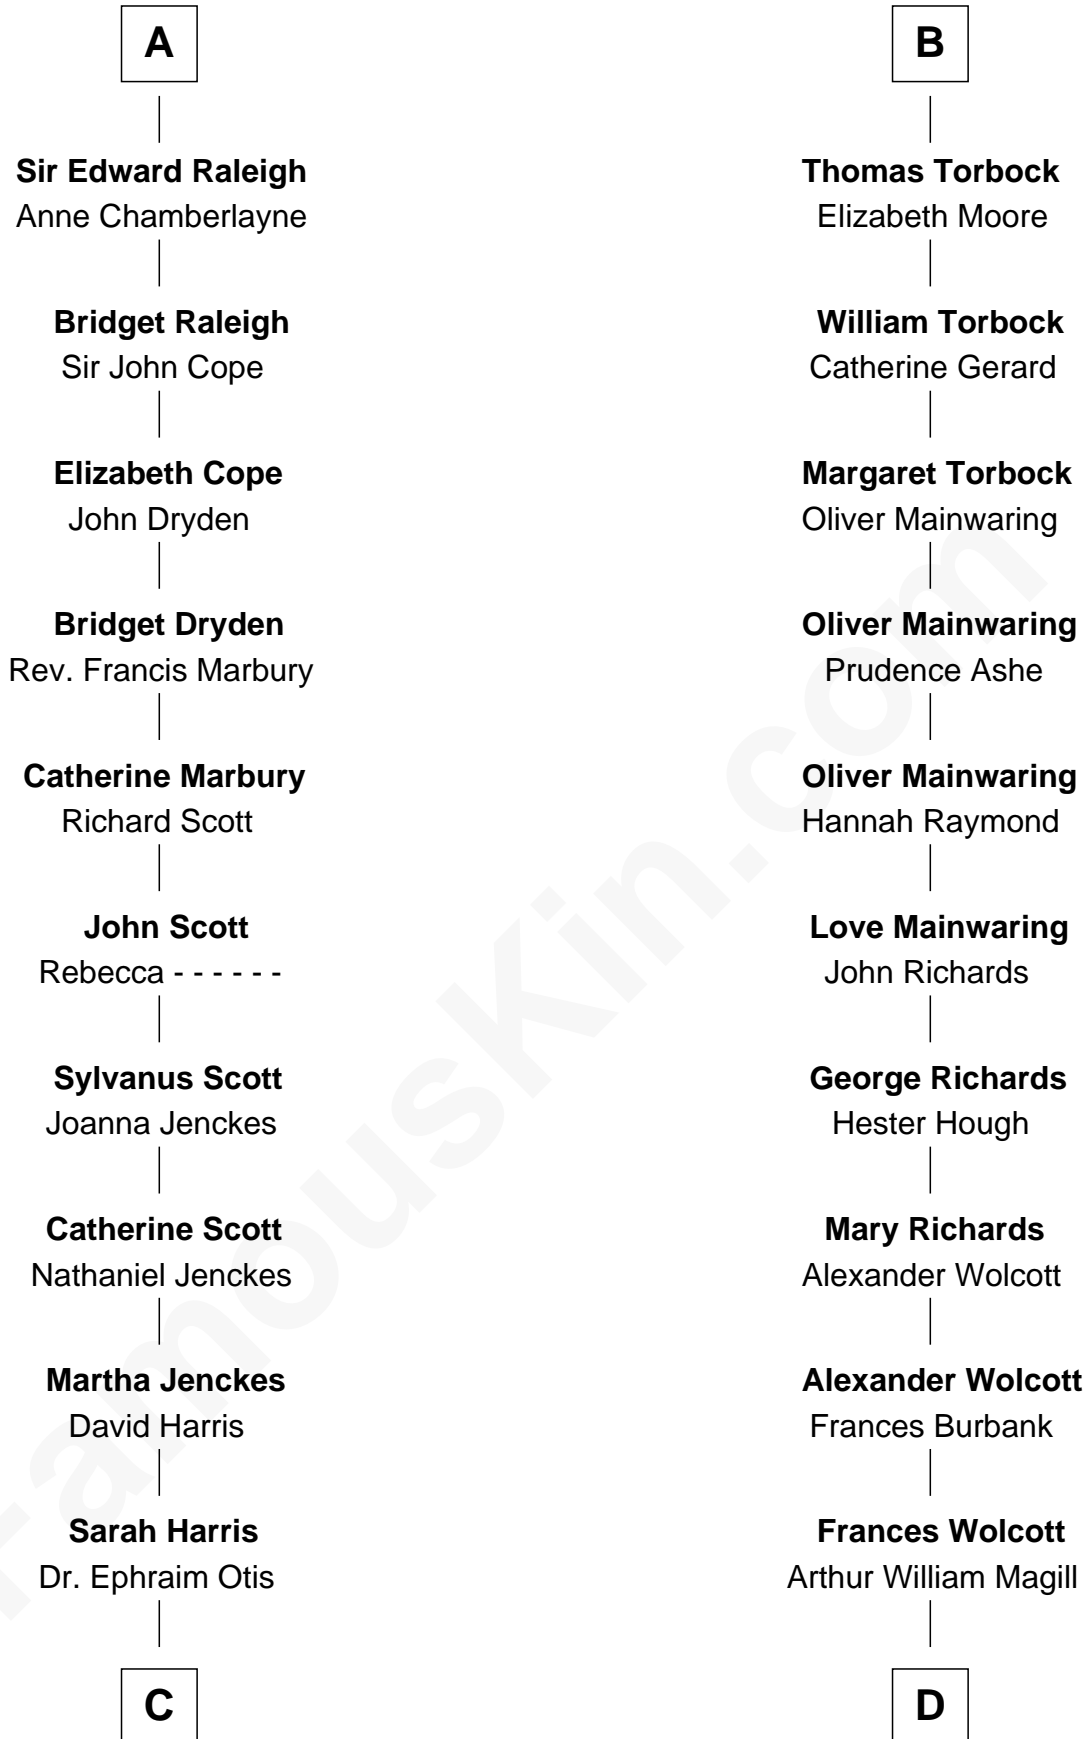 A
Sir Edward Raleigh
Anne Chamberlayne
Bridget Raleigh
Sir John Cope
Elizabeth Cope
John Dryden
Bridget Dryden
Rev. Francis Marbury
Catherine Marbury
Richard Scott
John Scott
Rebecca - - - - - -
Sylvanus Scott
Joanna Jenckes
Catherine Scott
Nathaniel Jenckes
Martha Jenckes
David Harris
Sarah Harris
Dr. Ephraim Otis
C
B
Thomas Torbock
Elizabeth Moore
William Torbock
Catherine Gerard
Margaret Torbock
Oliver Mainwaring
Oliver Mainwaring
Prudence Ashe
Oliver Mainwaring
Hannah Raymond
Love Mainwaring
John Richards
George Richards
Hester Hough
Mary Richards
Alexander Wolcott
Alexander Wolcott
Frances Burbank
Frances Wolcott
Arthur William Magill
D
FamousKin.com